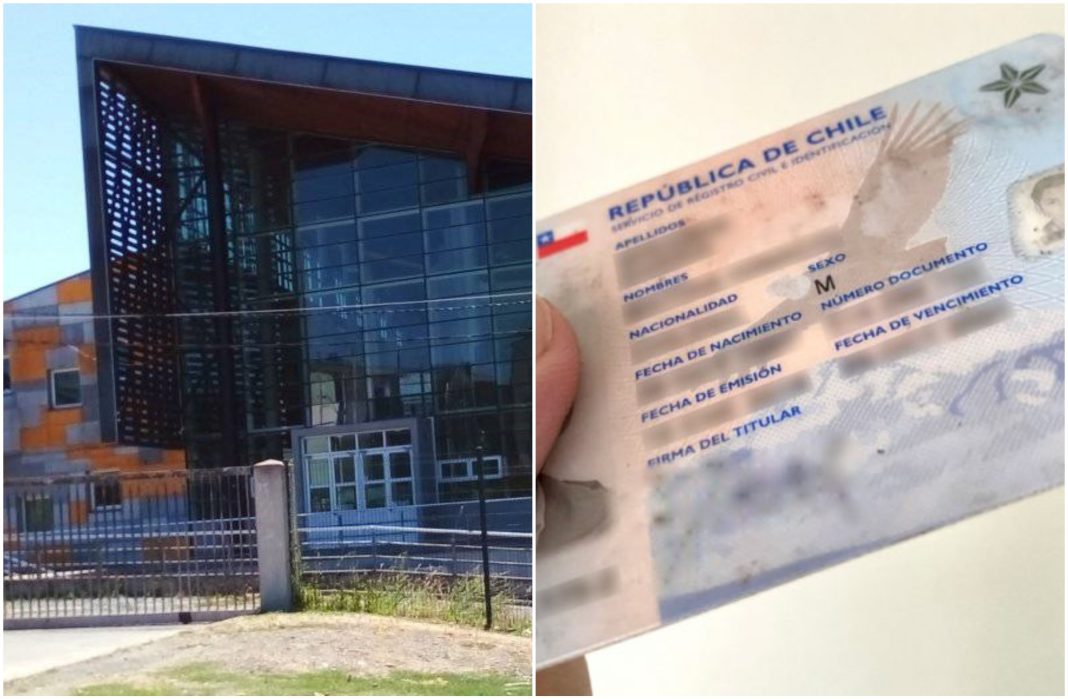 REPÚBLICA DE CHILE
SERVICIO DE REGISTRO CIVIL E IDENTIFICACIÓN
APELLIDOS
NOMBRES
SEXO
M
NACIONALIDAD
NÚMERO DOCUMENTO
FECHA DE NACIMIENTO
FECHA DE VENCIMIENTO
FECHA DE EMISIÓN
FIRMA DEL TITULAR